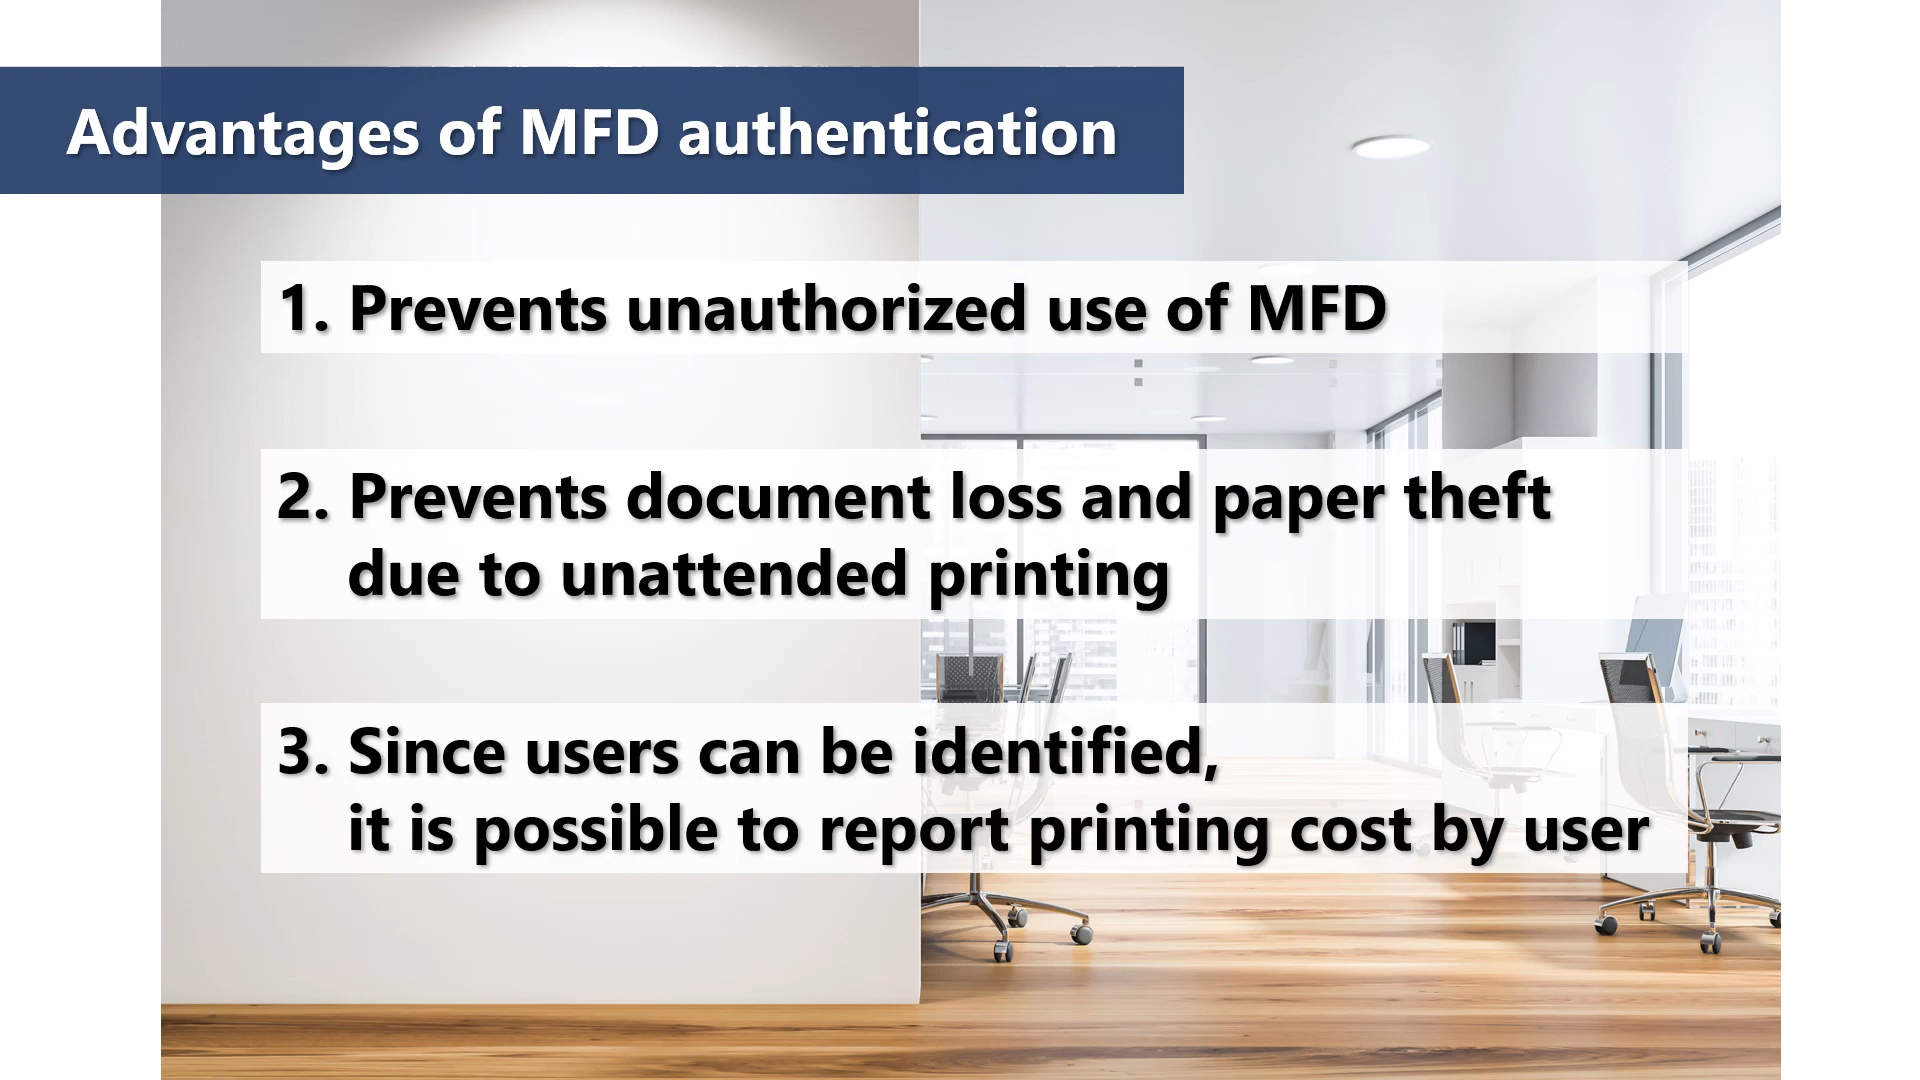 Advantages of MFD authentication
1. Prevents unauthorized use of MFD
2. Prevents document loss and paper theft
due to unattended printing
3. Since users can be identified,
it is possible to report printing cost by user